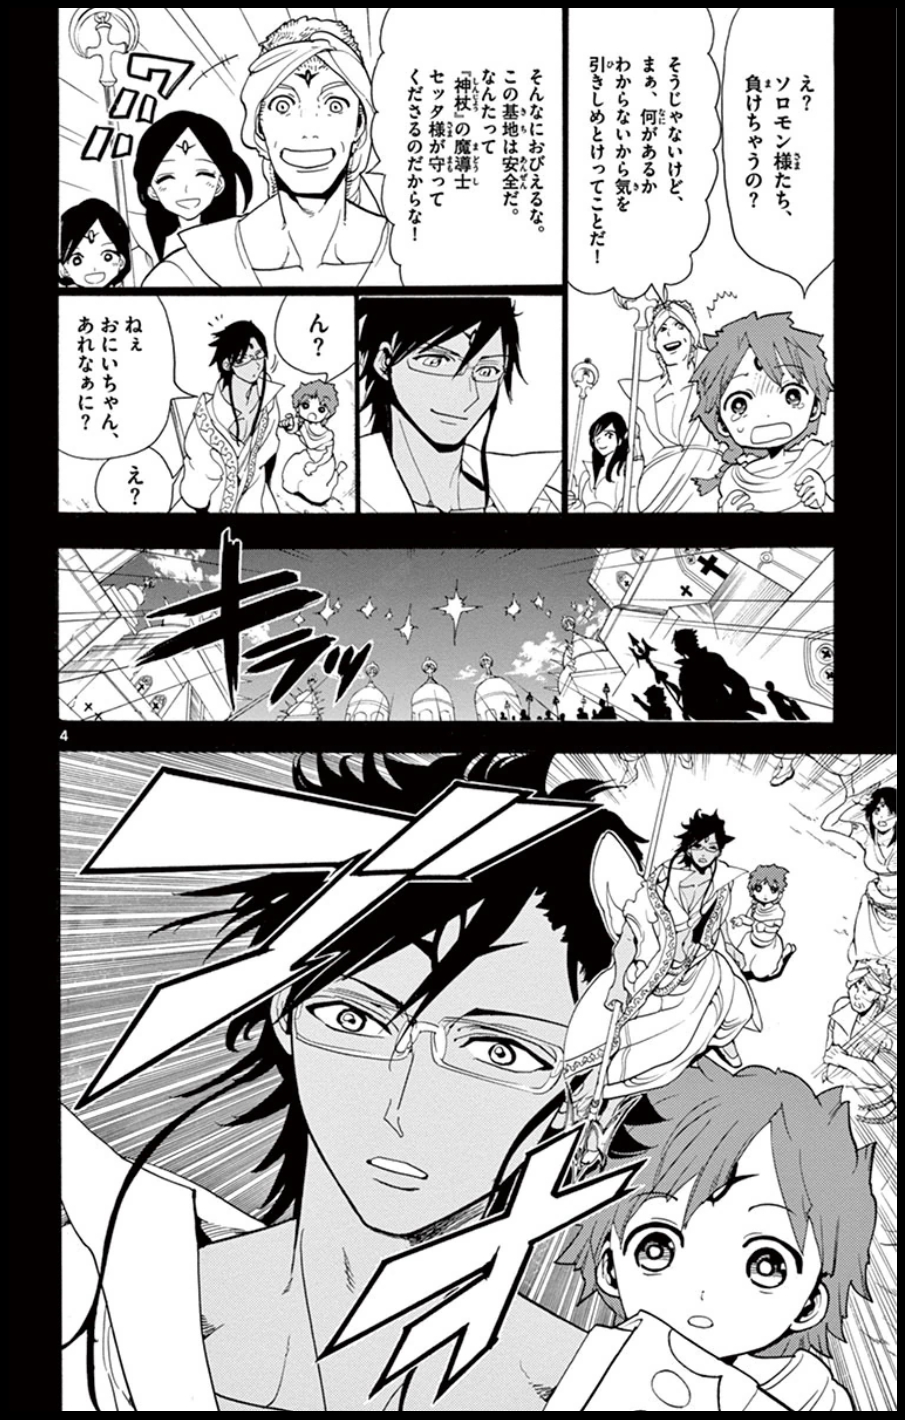 え?
ソロモン様たち、
負けちゃうの?
そうじゃないけど、
まぁ、何があるか
わからないから気を
引きしめとけってことだ!
そんなにおびえるな。
この基地は安全だ。
なんたって
『神杖』の魔導士
セッタ様が守って
くださるのだからな!
ワハハハ
ん?
ねぇ
おにいちゃん、
あれなぁに?
え?
キラッ
4